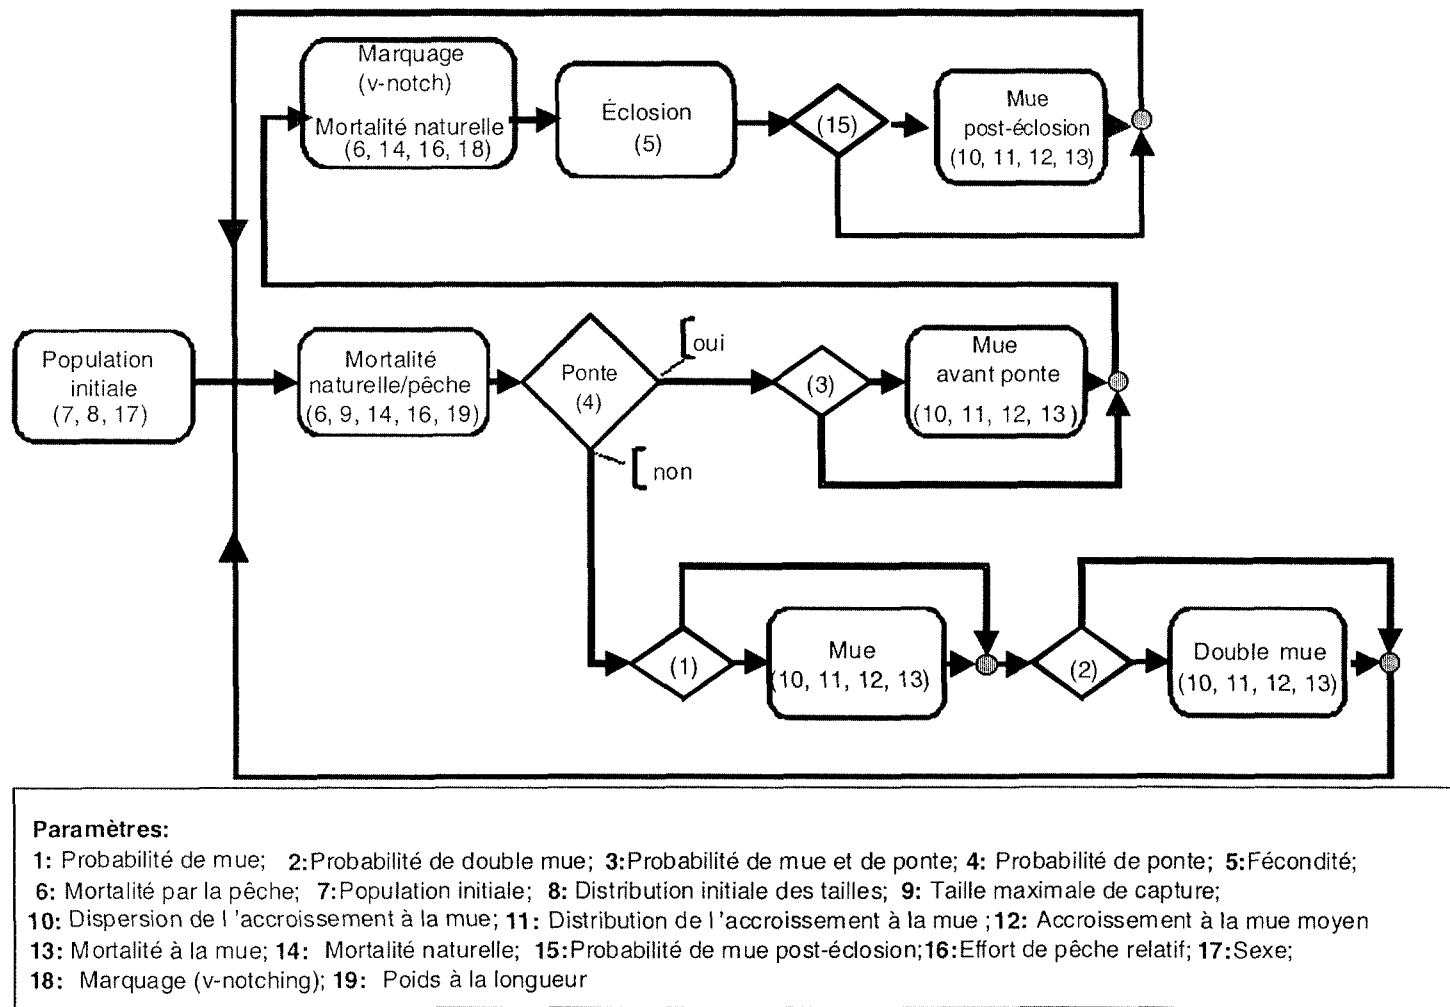 Marquage
(v-notch)
Mortalité naturelle
(6, 14, 16, 18)
Éclosion
(5)
(15)
Mue
post-éclosion
(10, 11, 12, 13)
Population
initiale
(7, 8, 17)
Mortalité
naturelle/pêche
(6, 9, 14, 16, 19)
Ponte
(4)
oui
non
(3)
Mue
avant ponte
(10, 11, 12, 13)
(1)
Mue
(10, 11, 12, 13)
(2)
Double mue
(10, 11, 12, 13)
Paramètres:
1: Probabilité de mue; 2:Probabilité de double mue; 3:Probabilité de mue et de ponte; 4: Probabilité de ponte; 5:Fécondité;
6: Mortalité par la pêche; 7:Population initiale; 8: Distribution initiale des tailles; 9: Taille maximale de capture;
10: Dispersion de l'accroissement à la mue; 11: Distribution de l'accroissement à la mue ;12: Accroissement à la mue moyen
13: Mortalité à la mue; 14: Mortalité naturelle; 15:Probabilité de mue post-éclosion;16:Effort de pêche relatif; 17:Sexe;
18: Marquage (v-notching); 19: Poids à la longueur